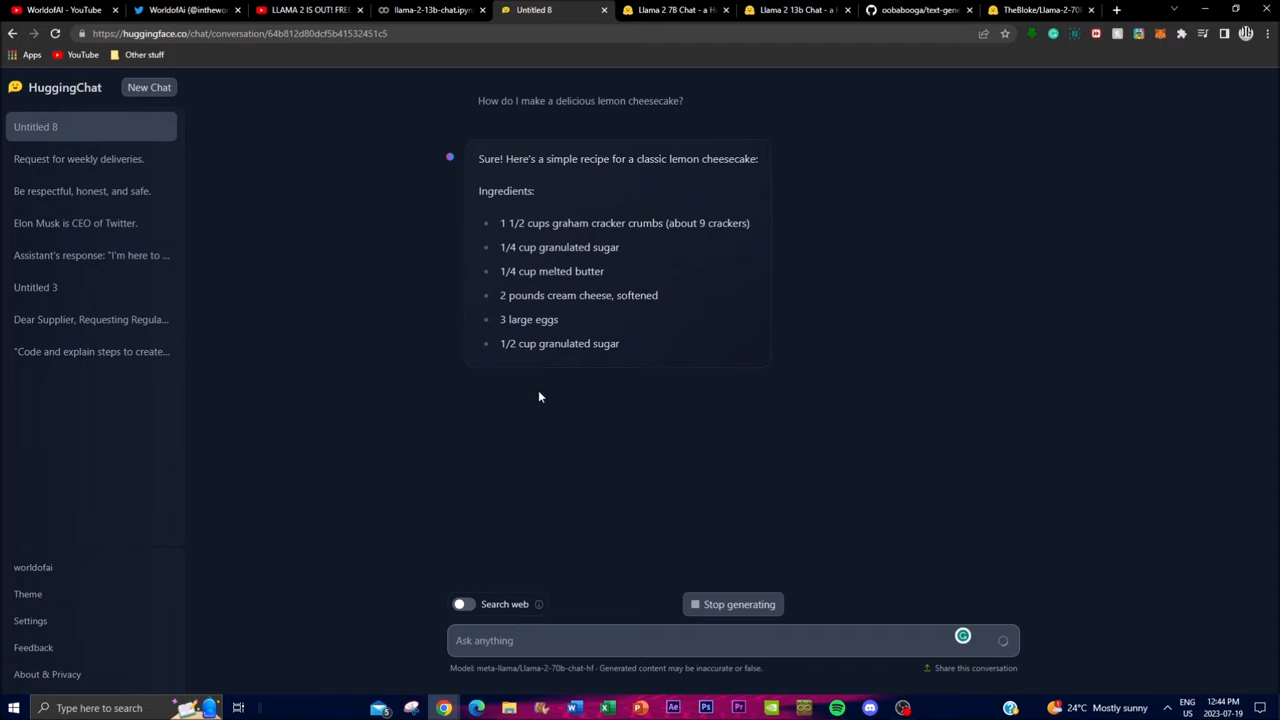 WorldofAI - YouTube
WorldofAi (@intheworl
LLAMA 2 IS OUT! FREE
llama-2-13b-chat.ipynb
Untitled 8
Llama 2 7B Chat - a Hu
Llama 2 13b Chat - a H
oobabooga/text-gene
TheBloke/Llama-2-70B
https://huggingface.co/chat/conversation/64b812d80dcf5b41532451c5
Apps
YouTube
Other stuff
HuggingChat
New Chat
Untitled 8
Request for weekly deliveries.
Be respectful, honest, and safe.
Elon Musk is CEO of Twitter.
Assistant's response: "I'm here to ...
Untitled 3
Dear Supplier, Requesting Regula...
"Code and explain steps to create...
worldofai
Theme
Settings
Feedback
About & Privacy
How do I make a delicious lemon cheesecake?
Sure! Here's a simple recipe for a classic lemon cheesecake:
Ingredients:
1 1/2 cups graham cracker crumbs (about 9 crackers)
1/4 cup granulated sugar
1/4 cup melted butter
2 pounds cream cheese, softened
3 large eggs
1/2 cup granulated sugar
Search web
Stop generating
Ask anything
Model: meta-llama/Llama-2-70b-chat-hf · Generated content may be inaccurate or false.
Share this conversation
Type here to search
24°C Mostly sunny
ENG
US
12:44 PM
2023-07-19